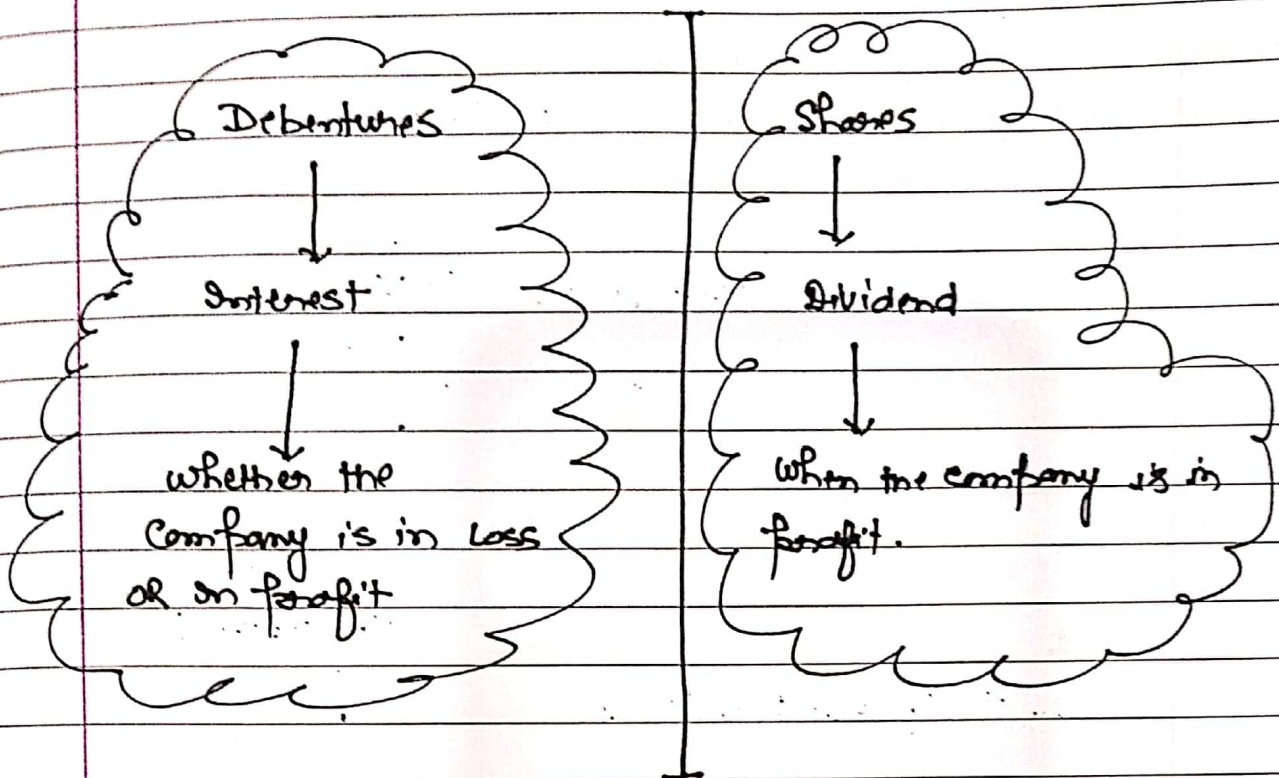 Debentures
Interest
whether the
Company is in Loss
OR in profit
Shares
Dividend
when the company is in
profit.